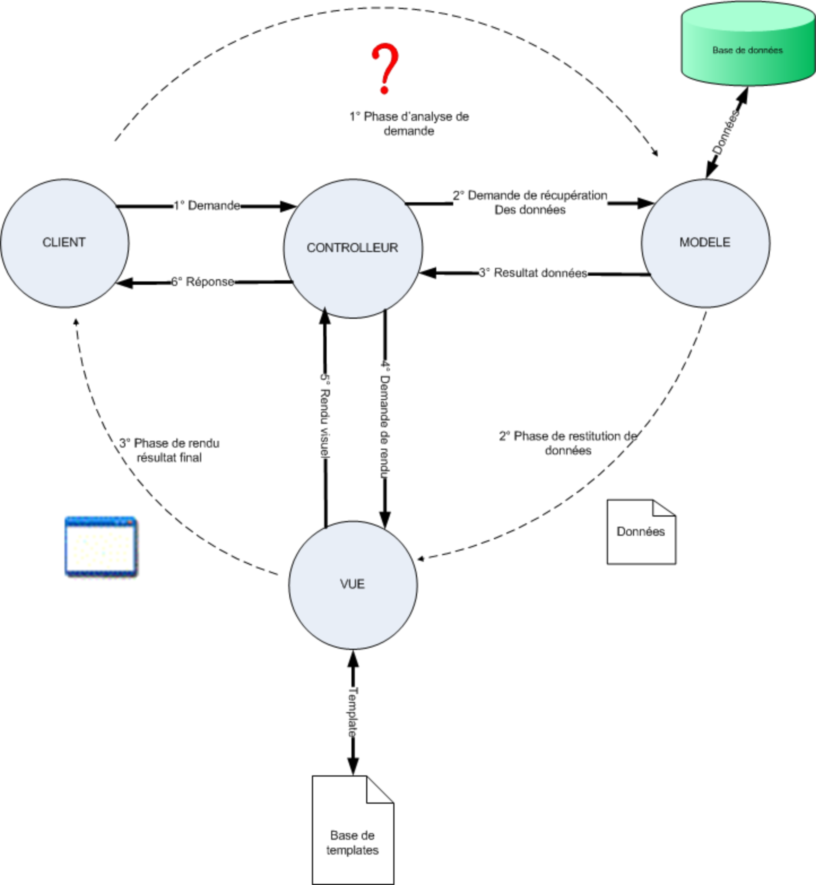 Base de données
?
1° Phase d'analyse de
demande
Données
1° Demande
2° Demande de récupération
Des données
CLIENT
CONTROLLEUR
MODELE
6° Réponse
3° Resultat données
5° Rendu visuel
4° Demande de rendu
3° Phase de rendu
résultat final
2° Phase de restitution de
données
Données
VUE
Template
Base de
templates